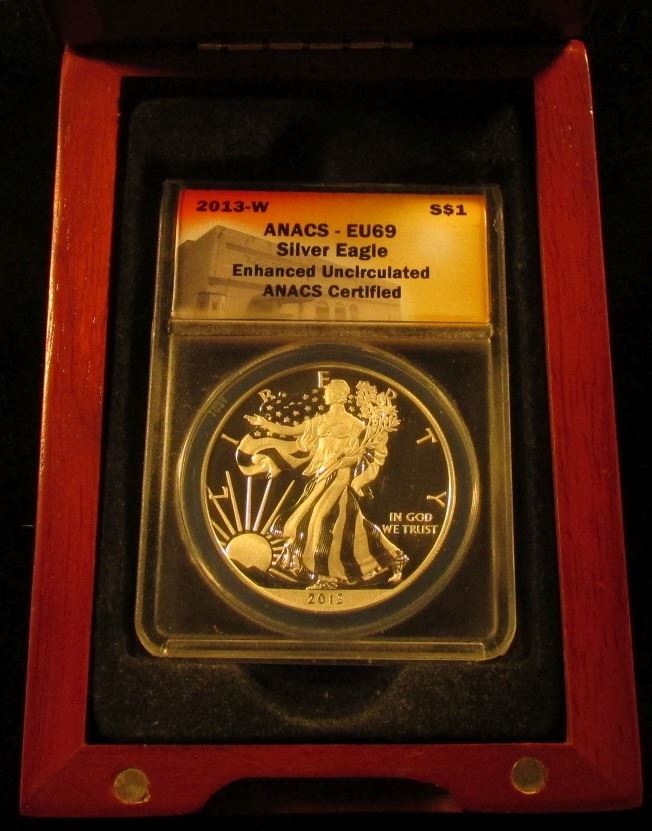 2013-W S$1
ANACS - EU69
Silver Eagle
Enhanced Uncirculated
ANACS Certified
LIBERTY
IN GOD
WE TRUST
2013